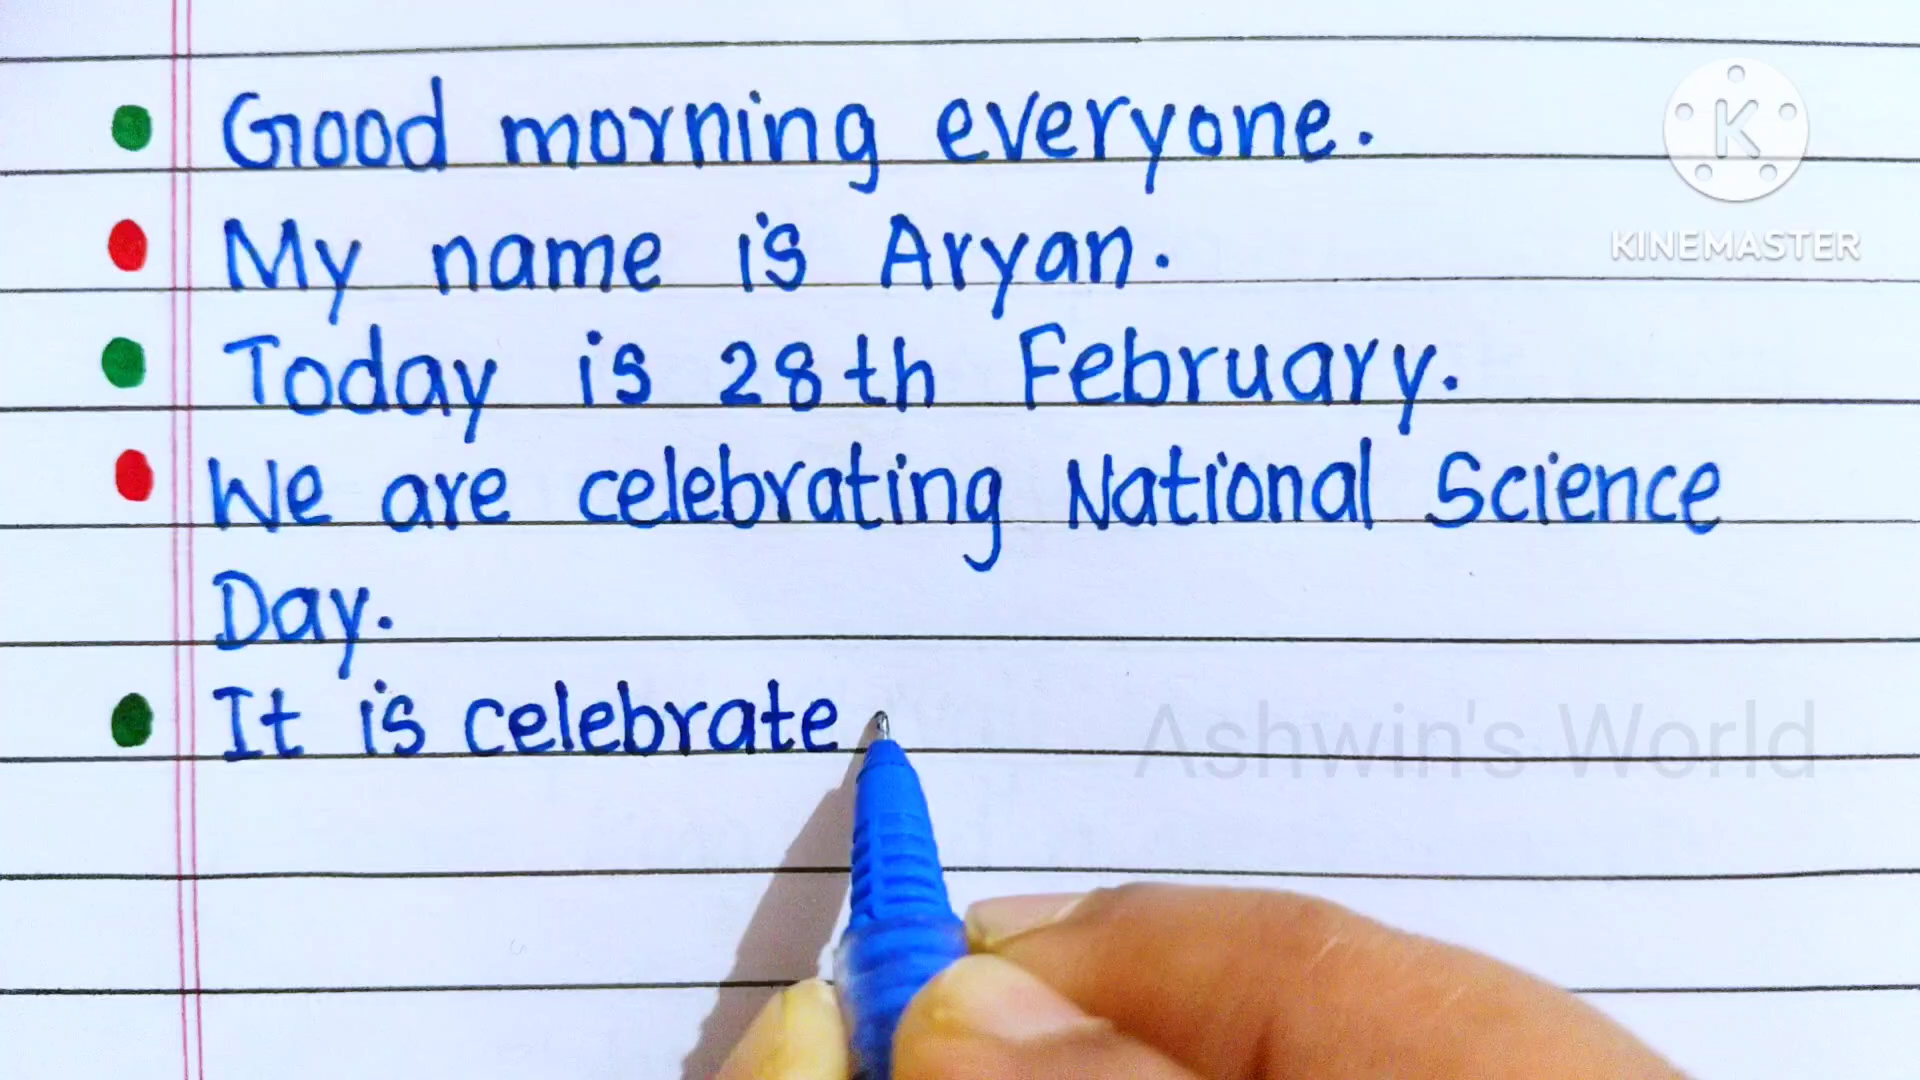 Good morning everyone.
KINEMASTER
My name is Aryan.
Today is 28th February.
We are celebrating National Science
Day.
It is celebrate
Ashwin's World